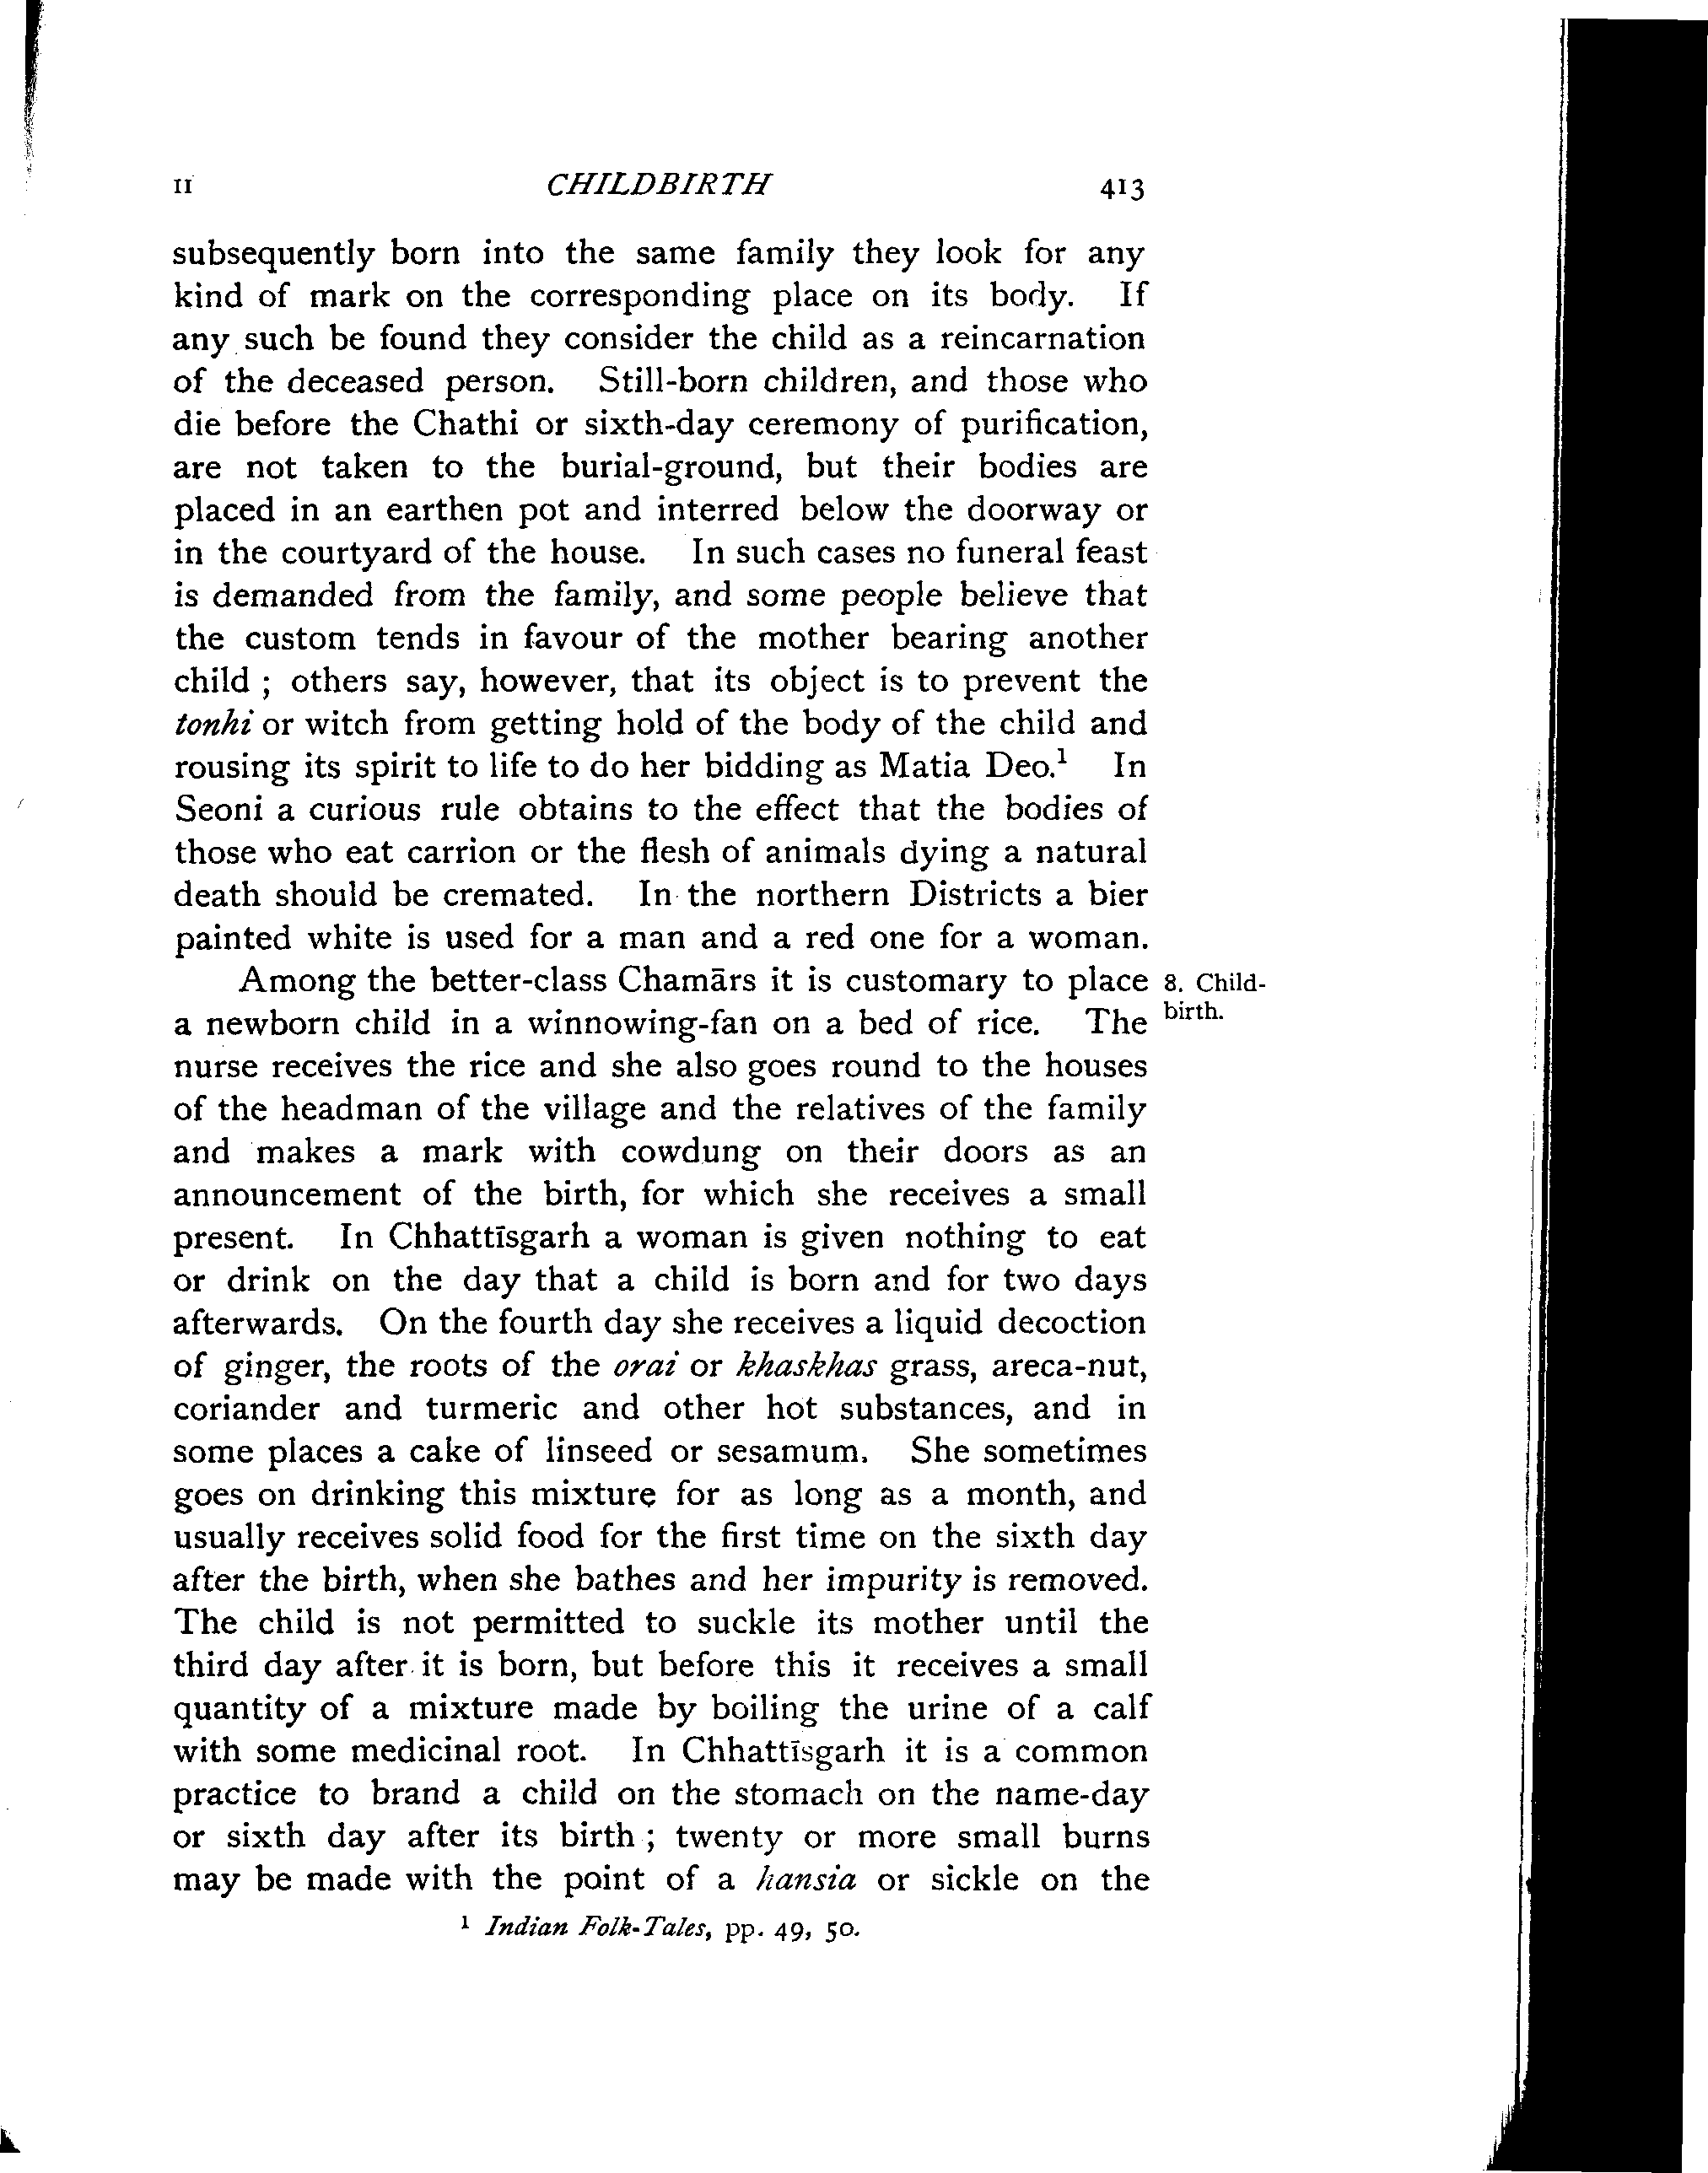 II CHILDBIRTH 413
subsequently born into the same family they look for any
kind of mark on the corresponding place on its body. If
any such be found they consider the child as a reincarnation
of the deceased person. Still-born children, and those who
die before the Chathi or sixth-day ceremony of purification,
are not taken to the burial-ground, but their bodies are
placed in an earthen pot and interred below the doorway or
in the courtyard of the house. In such cases no funeral feast
is demanded from the family, and some people believe that
the custom tends in favour of the mother bearing another
child ; others say, however, that its object is to prevent the
tonhi or witch from getting hold of the body of the child and
rousing its spirit to life to do her bidding as Matia Deo.¹ In
Seoni a curious rule obtains to the effect that the bodies of
those who eat carrion or the flesh of animals dying a natural
death should be cremated. In the northern Districts a bier
painted white is used for a man and a red one for a woman.
Among the better-class Chamārs it is customary to place
8. Child-
birth.
a newborn child in a winnowing-fan on a bed of rice. The
nurse receives the rice and she also goes round to the houses
of the headman of the village and the relatives of the family
and makes a mark with cowdung on their doors as an
announcement of the birth, for which she receives a small
present. In Chhattīsgarh a woman is given nothing to eat
or drink on the day that a child is born and for two days
afterwards. On the fourth day she receives a liquid decoction
of ginger, the roots of the orai or khaskhas grass, areca-nut,
coriander and turmeric and other hot substances, and in
some places a cake of linseed or sesamum. She sometimes
goes on drinking this mixture for as long as a month, and
usually receives solid food for the first time on the sixth day
after the birth, when she bathes and her impurity is removed.
The child is not permitted to suckle its mother until the
third day after it is born, but before this it receives a small
quantity of a mixture made by boiling the urine of a calf
with some medicinal root. In Chhattīsgarh it is a common
practice to brand a child on the stomach on the name-day
or sixth day after its birth ; twenty or more small burns
may be made with the point of a hansia or sickle on the
¹ Indian Folk-Tales, pp. 49, 50.